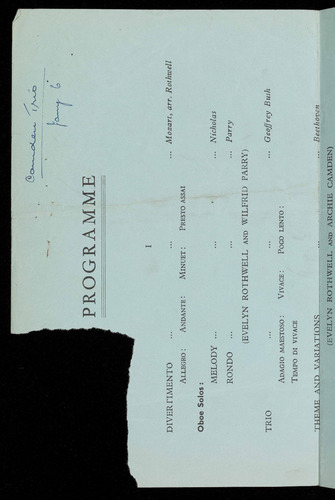 Camden Trio
Jany 6
PROGRAMME
I
DIVERTIMENTO ... ... ... Mozart, arr. Rothwell
ALLEGRO: ANDANTE: MINUET: PRESTO ASSAI
Oboe Solos:
MELODY ... ... ... Nicholas
RONDO ... ... ... Parry
(EVELYN ROTHWELL AND WILFRID PARRY)
TRIO ... ... ... Geoffrey Bush
ADAGIO MAESTOSO: VIVACE: POCO LENTO:
TEMPO DI VIVACE
THEME AND VARIATIONS ... ... Beethoven
(EVELYN ROTHWELL AND ARCHIE CAMDEN)